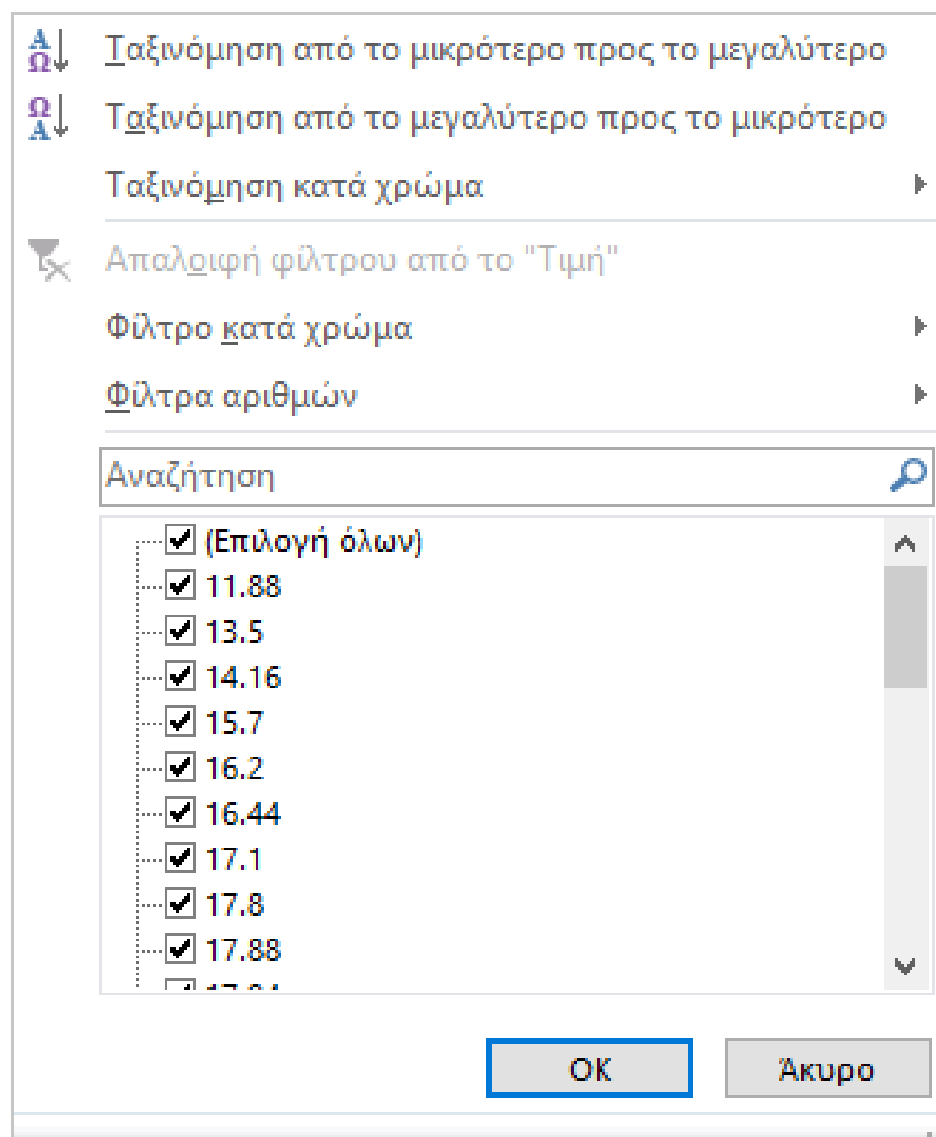 Ταξινόμηση από το μικρότερο προς το μεγαλύτερο
Ταξινόμηση από το μεγαλύτερο προς το μικρότερο
Ταξινόμηση κατά χρώμα
Απαλοιφή φίλτρου από το "Τιμή"
Φίλτρο κατά χρώμα
Φίλτρα αριθμών
Αναζήτηση
(Επιλογή όλων)
11.88
13.5
14.16
15.7
16.2
16.44
17.1
17.8
17.88
OK
Άκυρο